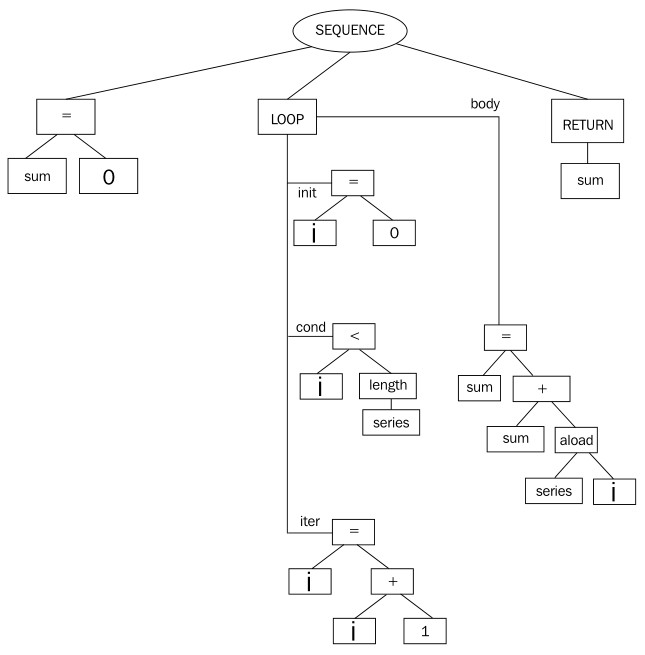 SEQUENCE
body
=
LOOP
RETURN
sum
0
sum
init
=
i
0
cond
<
=
i
length
sum
+
series
sum
aload
series
i
iter
=
i
+
i
1